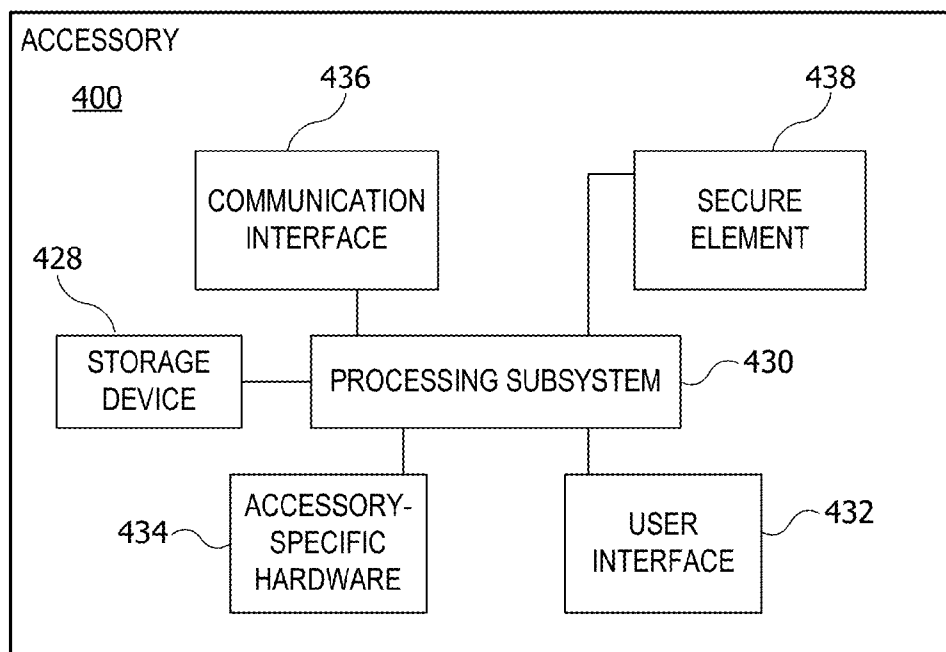 ACCESSORY
400
436
438
COMMUNICATION
INTERFACE
SECURE
ELEMENT
428
STORAGE
DEVICE
PROCESSING SUBSYSTEM
430
ACCESSORY-
SPECIFIC
HARDWARE
434
USER
INTERFACE
432